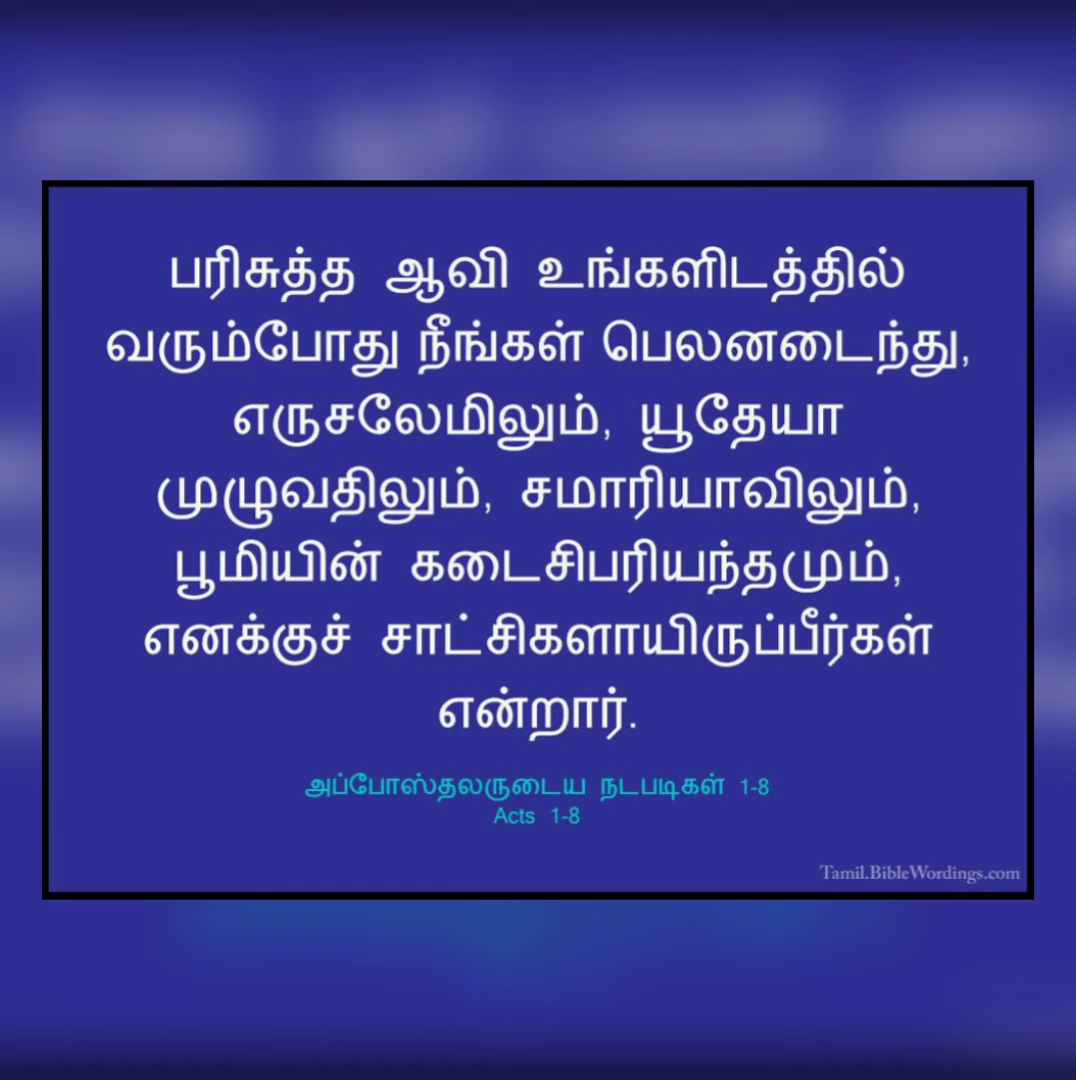 பரிசுத்த ஆவி உங்களிடத்தில்
வரும்போது நீங்கள் பெலனடைந்து,
எருசலேமிலும், யூதேயா
முழுவதிலும், சமாரியாவிலும்,
பூமியின் கடைசிபரியந்தமும்,
எனக்குச் சாட்சிகளாயிருப்பீர்கள்
என்றார்.
அப்போஸ்தலருடைய நடபடிகள் 1-8
Acts 1-8
Tamil.BibleWordings.com